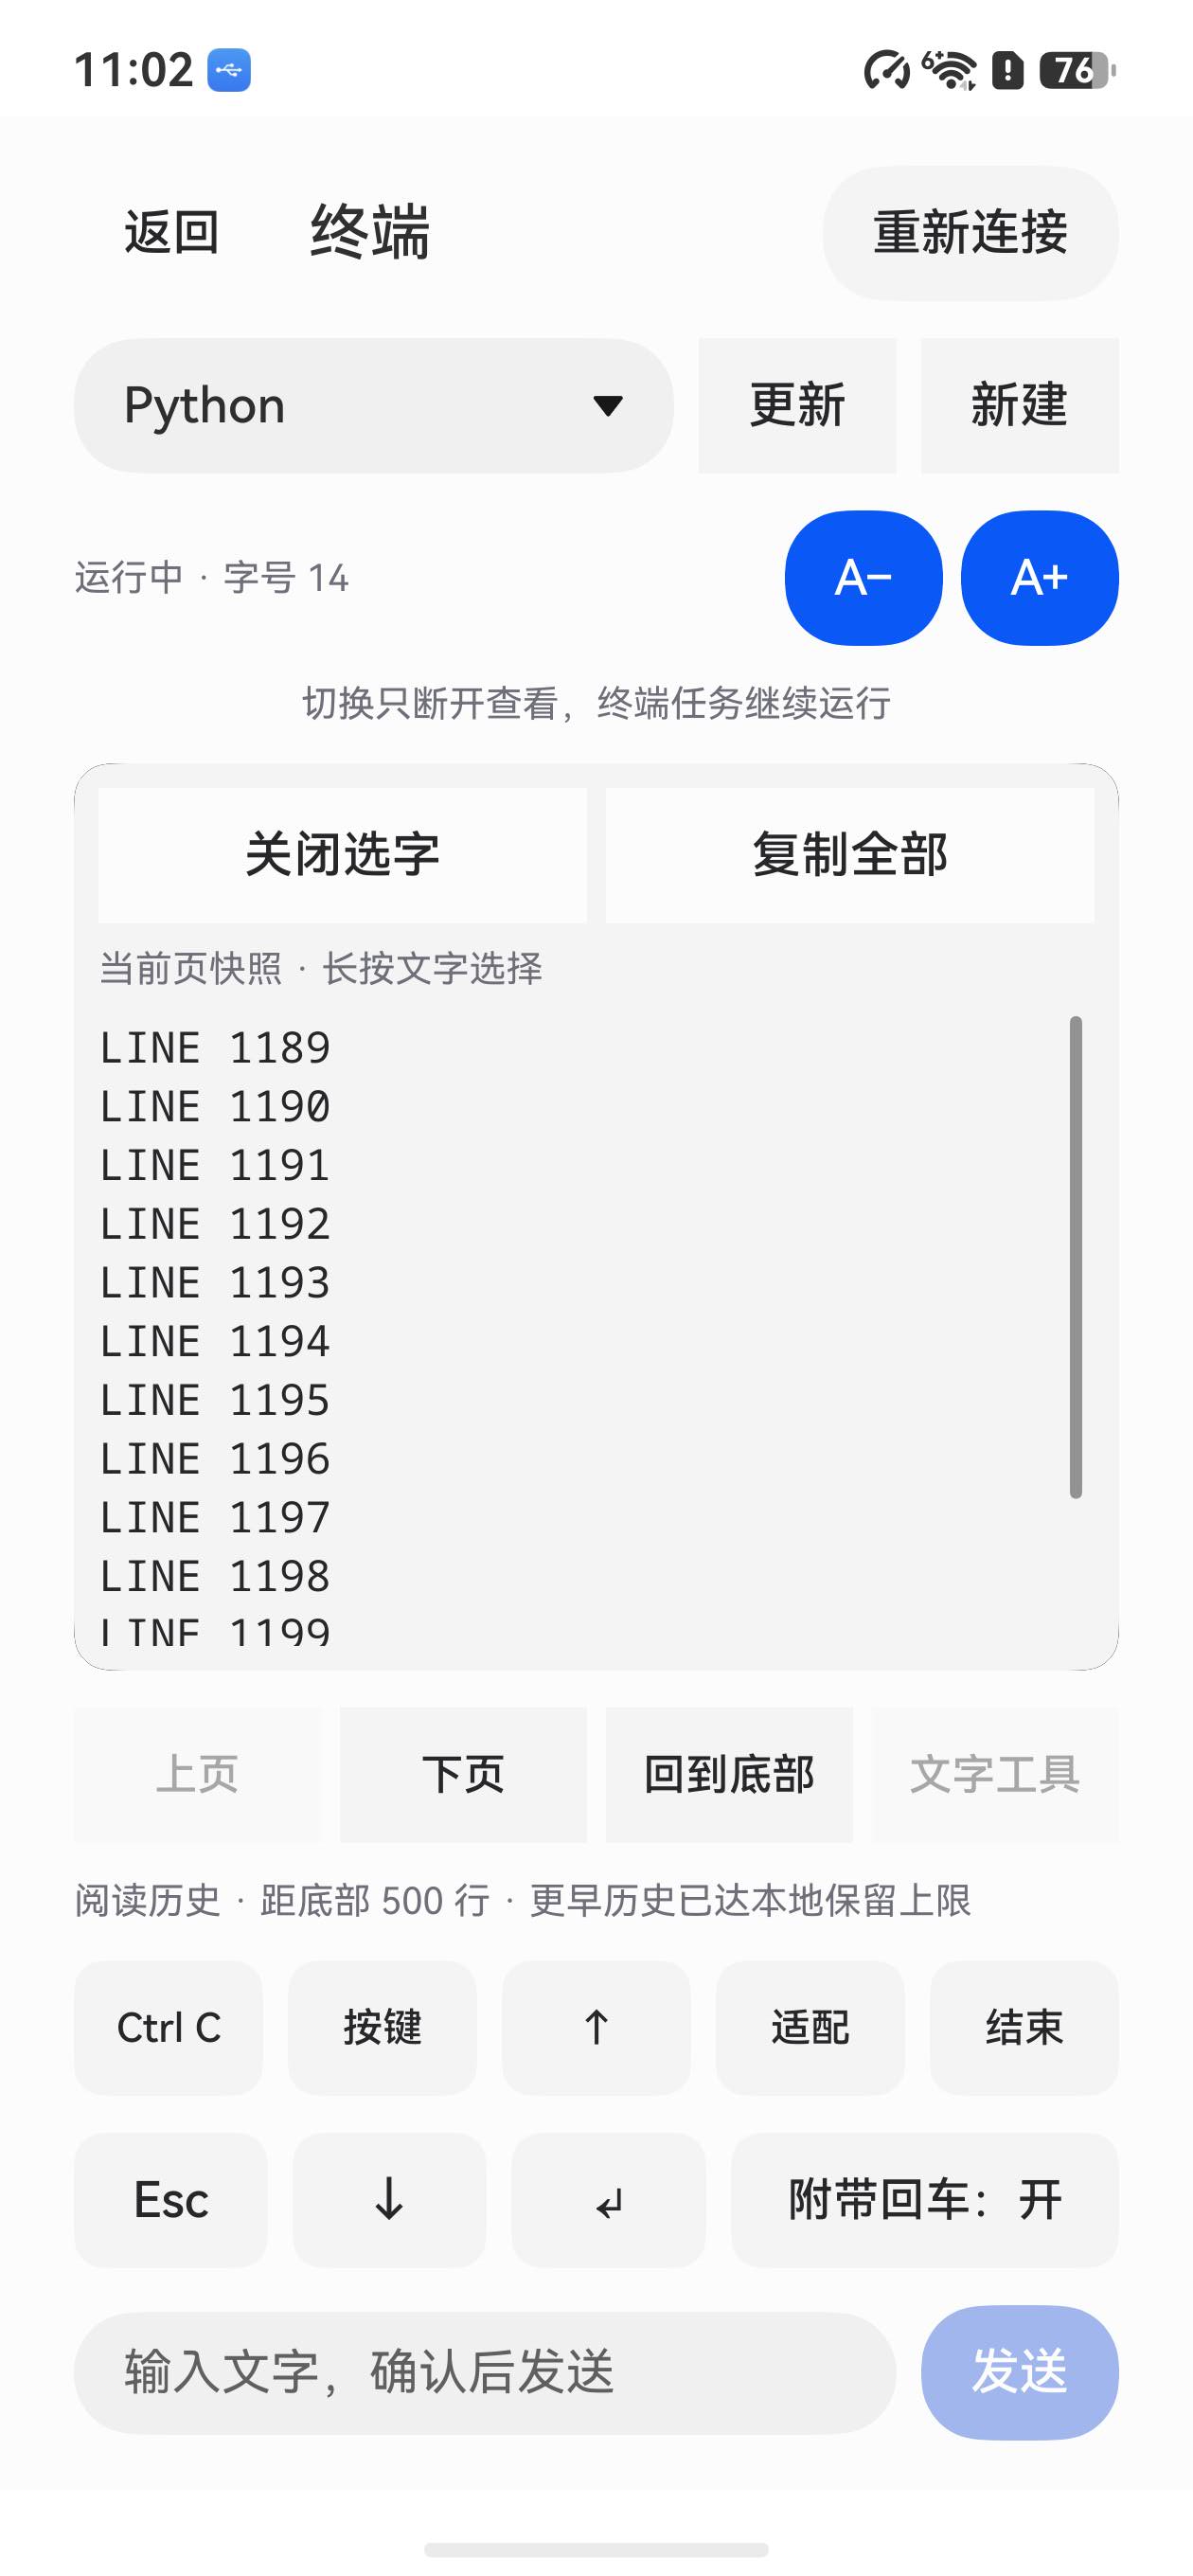 11:02 6+ 76
返回 终端 重新连接
Python 更新 新建
运行中 · 字号 14 A− A+
切换只断开查看，终端任务继续运行
关闭选字 复制全部
当前页快照 · 长按文字选择
LINE 1189
LINE 1190
LINE 1191
LINE 1192
LINE 1193
LINE 1194
LINE 1195
LINE 1196
LINE 1197
LINE 1198
LINE 1199
上页 下页 回到底部 文字工具
阅读历史 · 距底部 500 行 · 更早历史已达本地保留上限
Ctrl C 按键 ↑ 适配 结束
Esc ↓ ↲ 附带回车：开
输入文字，确认后发送 发送